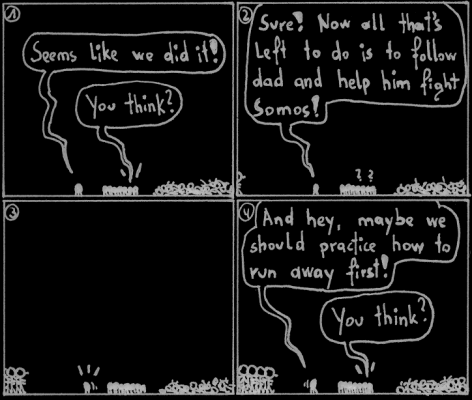 1
Seems like we did it!
You think?
2
Sure! Now all that's
left to do is to follow
dad and help him fight
Somos!
? ?
3
4
And hey, maybe we
should practice how to
run away first!
You think?